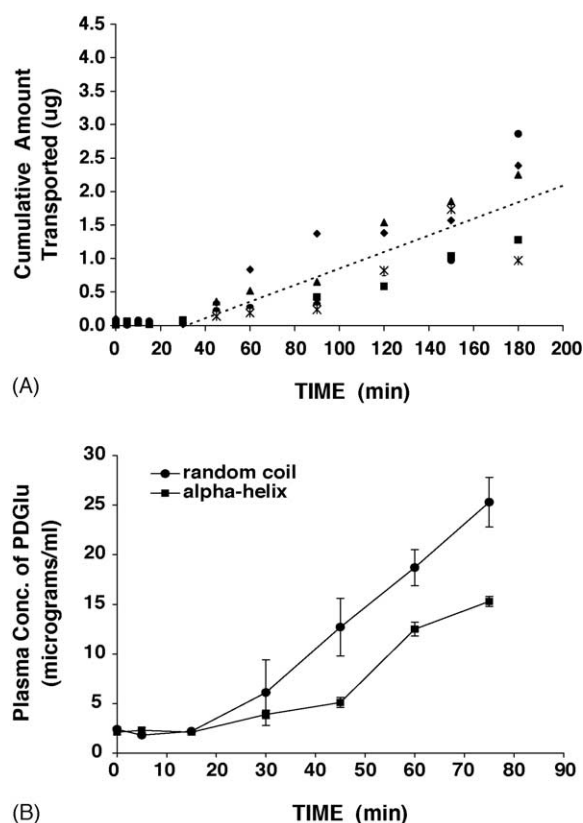 4.5
4.0
3.5
3.0
2.5
2.0
1.5
1.0
0.5
0.0
Cumulative Amount
Transported (ug)
0 20 40 60 80 100 120 140 160 180 200
TIME (min)
(A)
30
25
20
15
10
5
0
Plasma Conc. of PDGlu
(micrograms/ml)
random coil
alpha-helix
0 10 20 30 40 50 60 70 80 90
TIME (min)
(B)